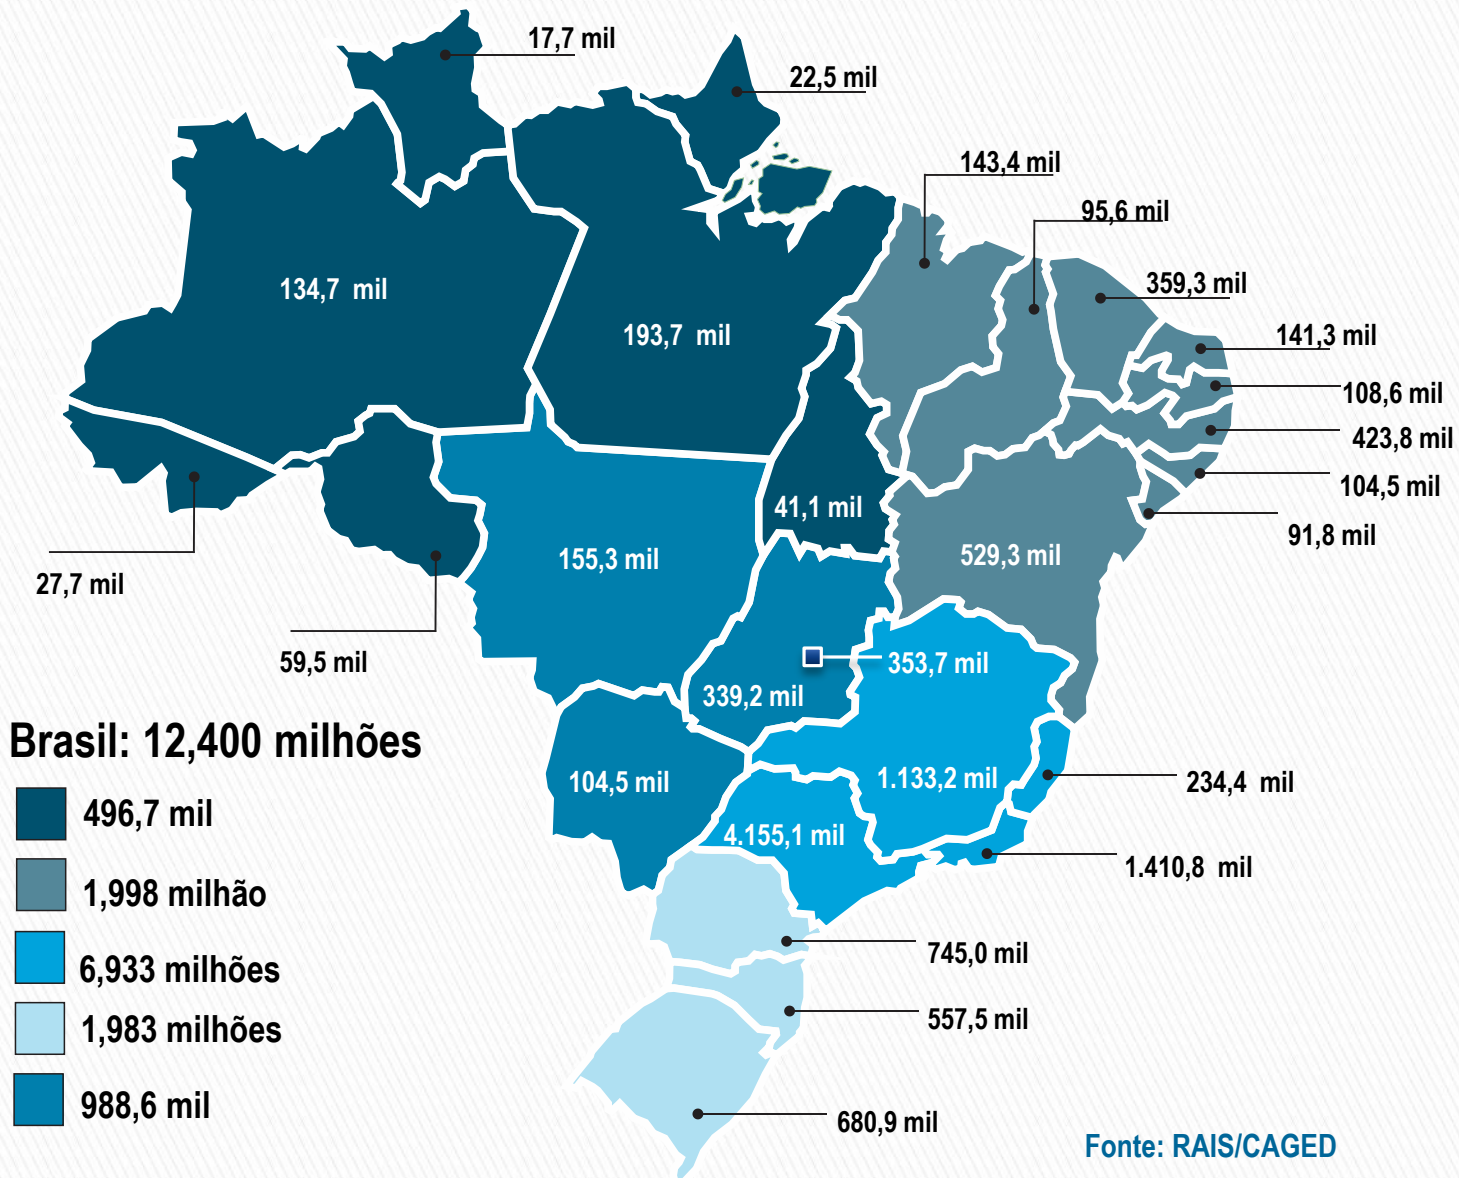 17,7 mil
22,5 mil
143,4 mil
95,6 mil
359,3 mil
134,7 mil
193,7 mil
141,3 mil
108,6 mil
423,8 mil
104,5 mil
91,8 mil
41,1 mil
529,3 mil
155,3 mil
27,7 mil
59,5 mil
353,7 mil
339,2 mil
Brasil: 12,400 milhões
104,5 mil
1.133,2 mil
234,4 mil
496,7 mil
4.155,1 mil
1.410,8 mil
1,998 milhão
745,0 mil
6,933 milhões
557,5 mil
1,983 milhões
988,6 mil
680,9 mil
Fonte: RAIS/CAGED